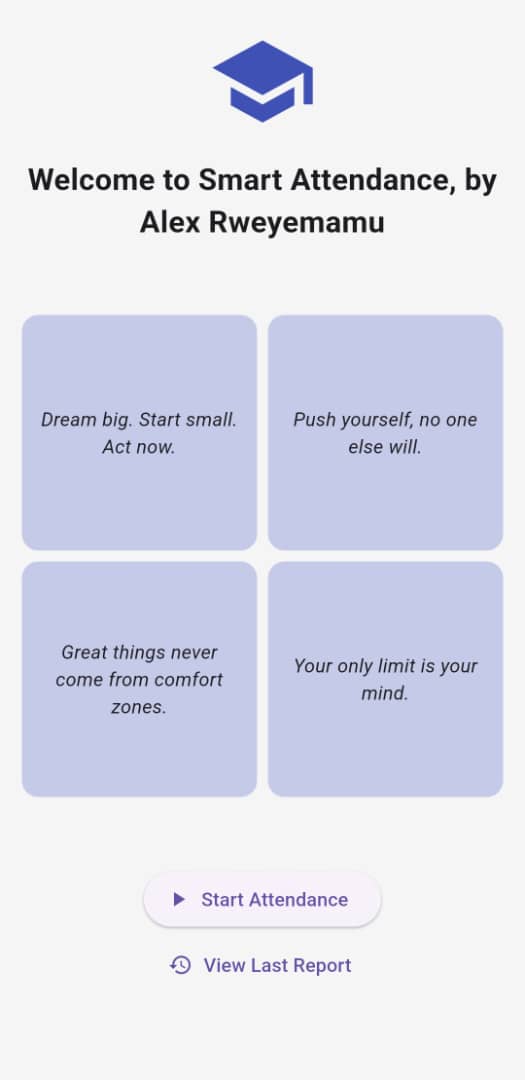 Welcome to Smart Attendance, by
Alex Rweyemamu
Dream big. Start small.
Act now.
Push yourself, no one
else will.
Great things never
come from comfort
zones.
Your only limit is your
mind.
Start Attendance
View Last Report